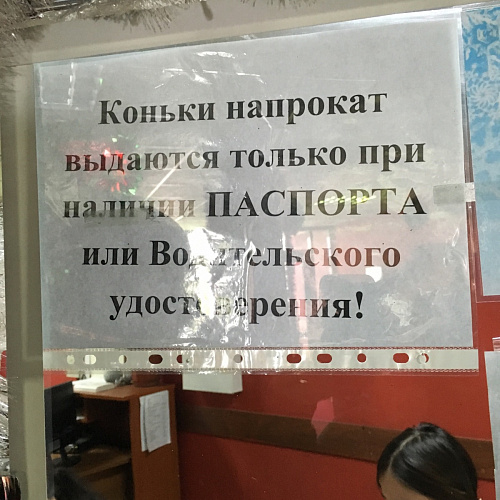 Коньки напрокат
выдаются только при
наличии ПАСПОРТА
или Водительского
удостоверения!